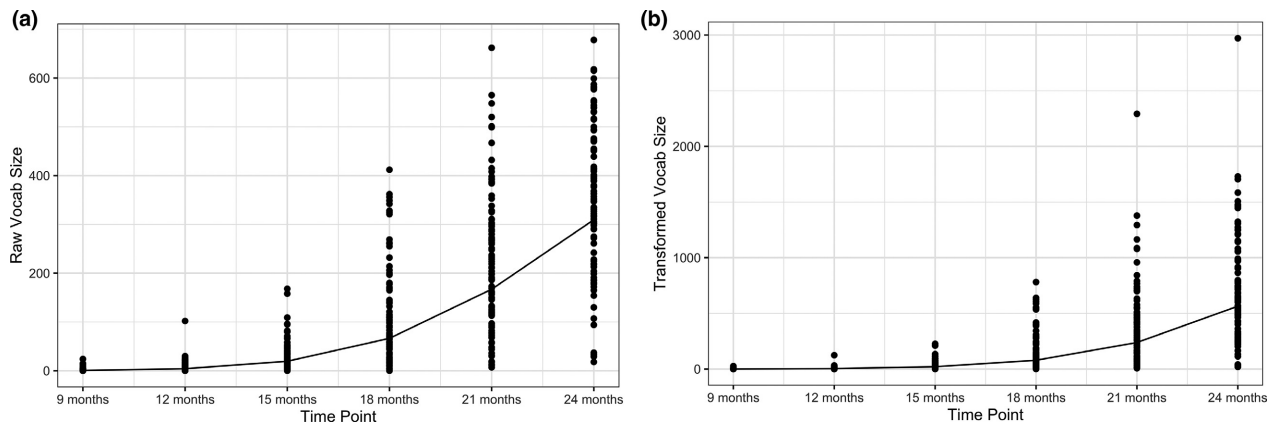 (a)
Raw Vocab Size
600
400
200
0
9 months 12 months 15 months 18 months 21 months 24 months
Time Point
(b)
Transformed Vocab Size
3000
2000
1000
0
9 months 12 months 15 months 18 months 21 months 24 months
Time Point